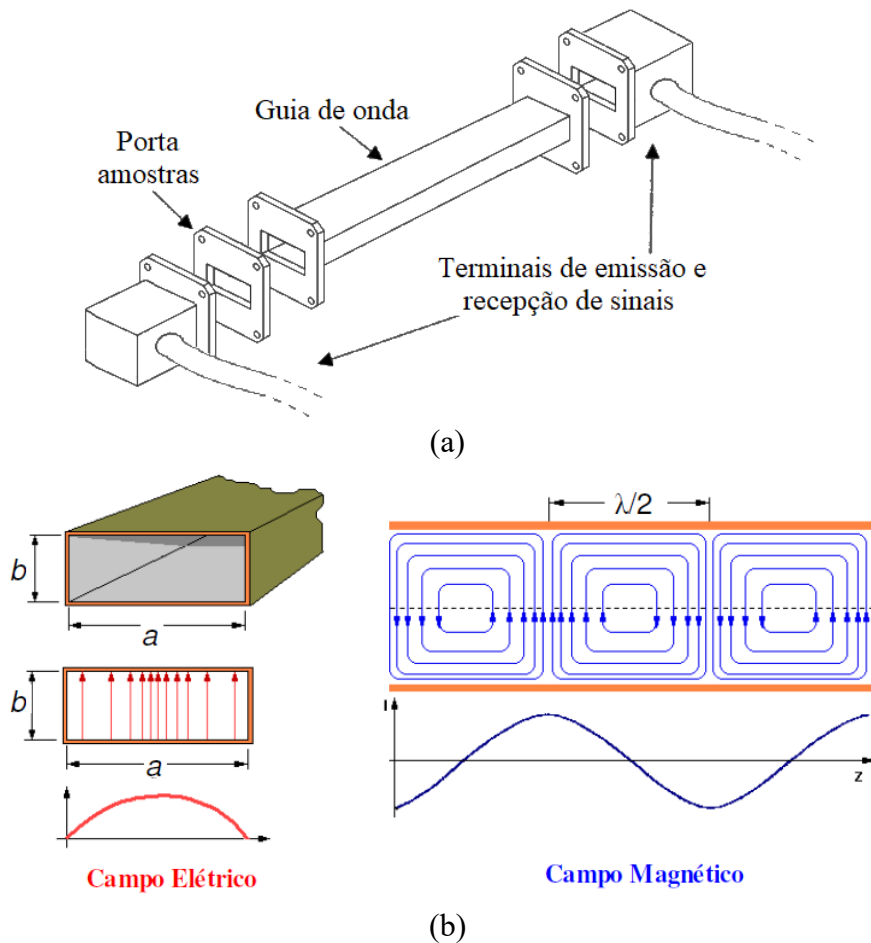 Guia de onda
Porta
amostras
Terminais de emissão e
recepção de sinais
(a)
b
a
b
a
Campo Elétrico
λ/2
I
z
Campo Magnético
(b)